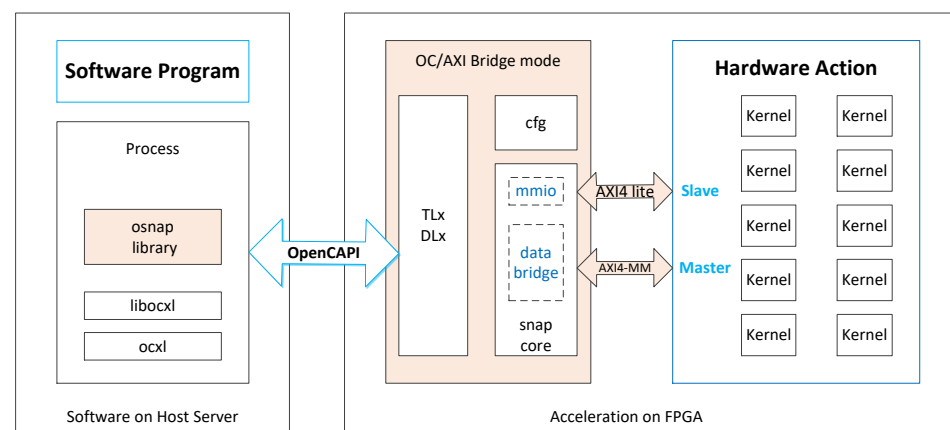 Software Program
Process
osnap
library
libocxl
ocxl
Software on Host Server
OpenCAPI
OC/AXI Bridge mode
TLx
DLx
cfg
mmio
data
bridge
snap
core
AXI4 lite
AXI4-MM
Slave
Master
Hardware Action
Kernel
Kernel
Kernel
Kernel
Kernel
Kernel
Kernel
Kernel
Kernel
Kernel
Acceleration on FPGA